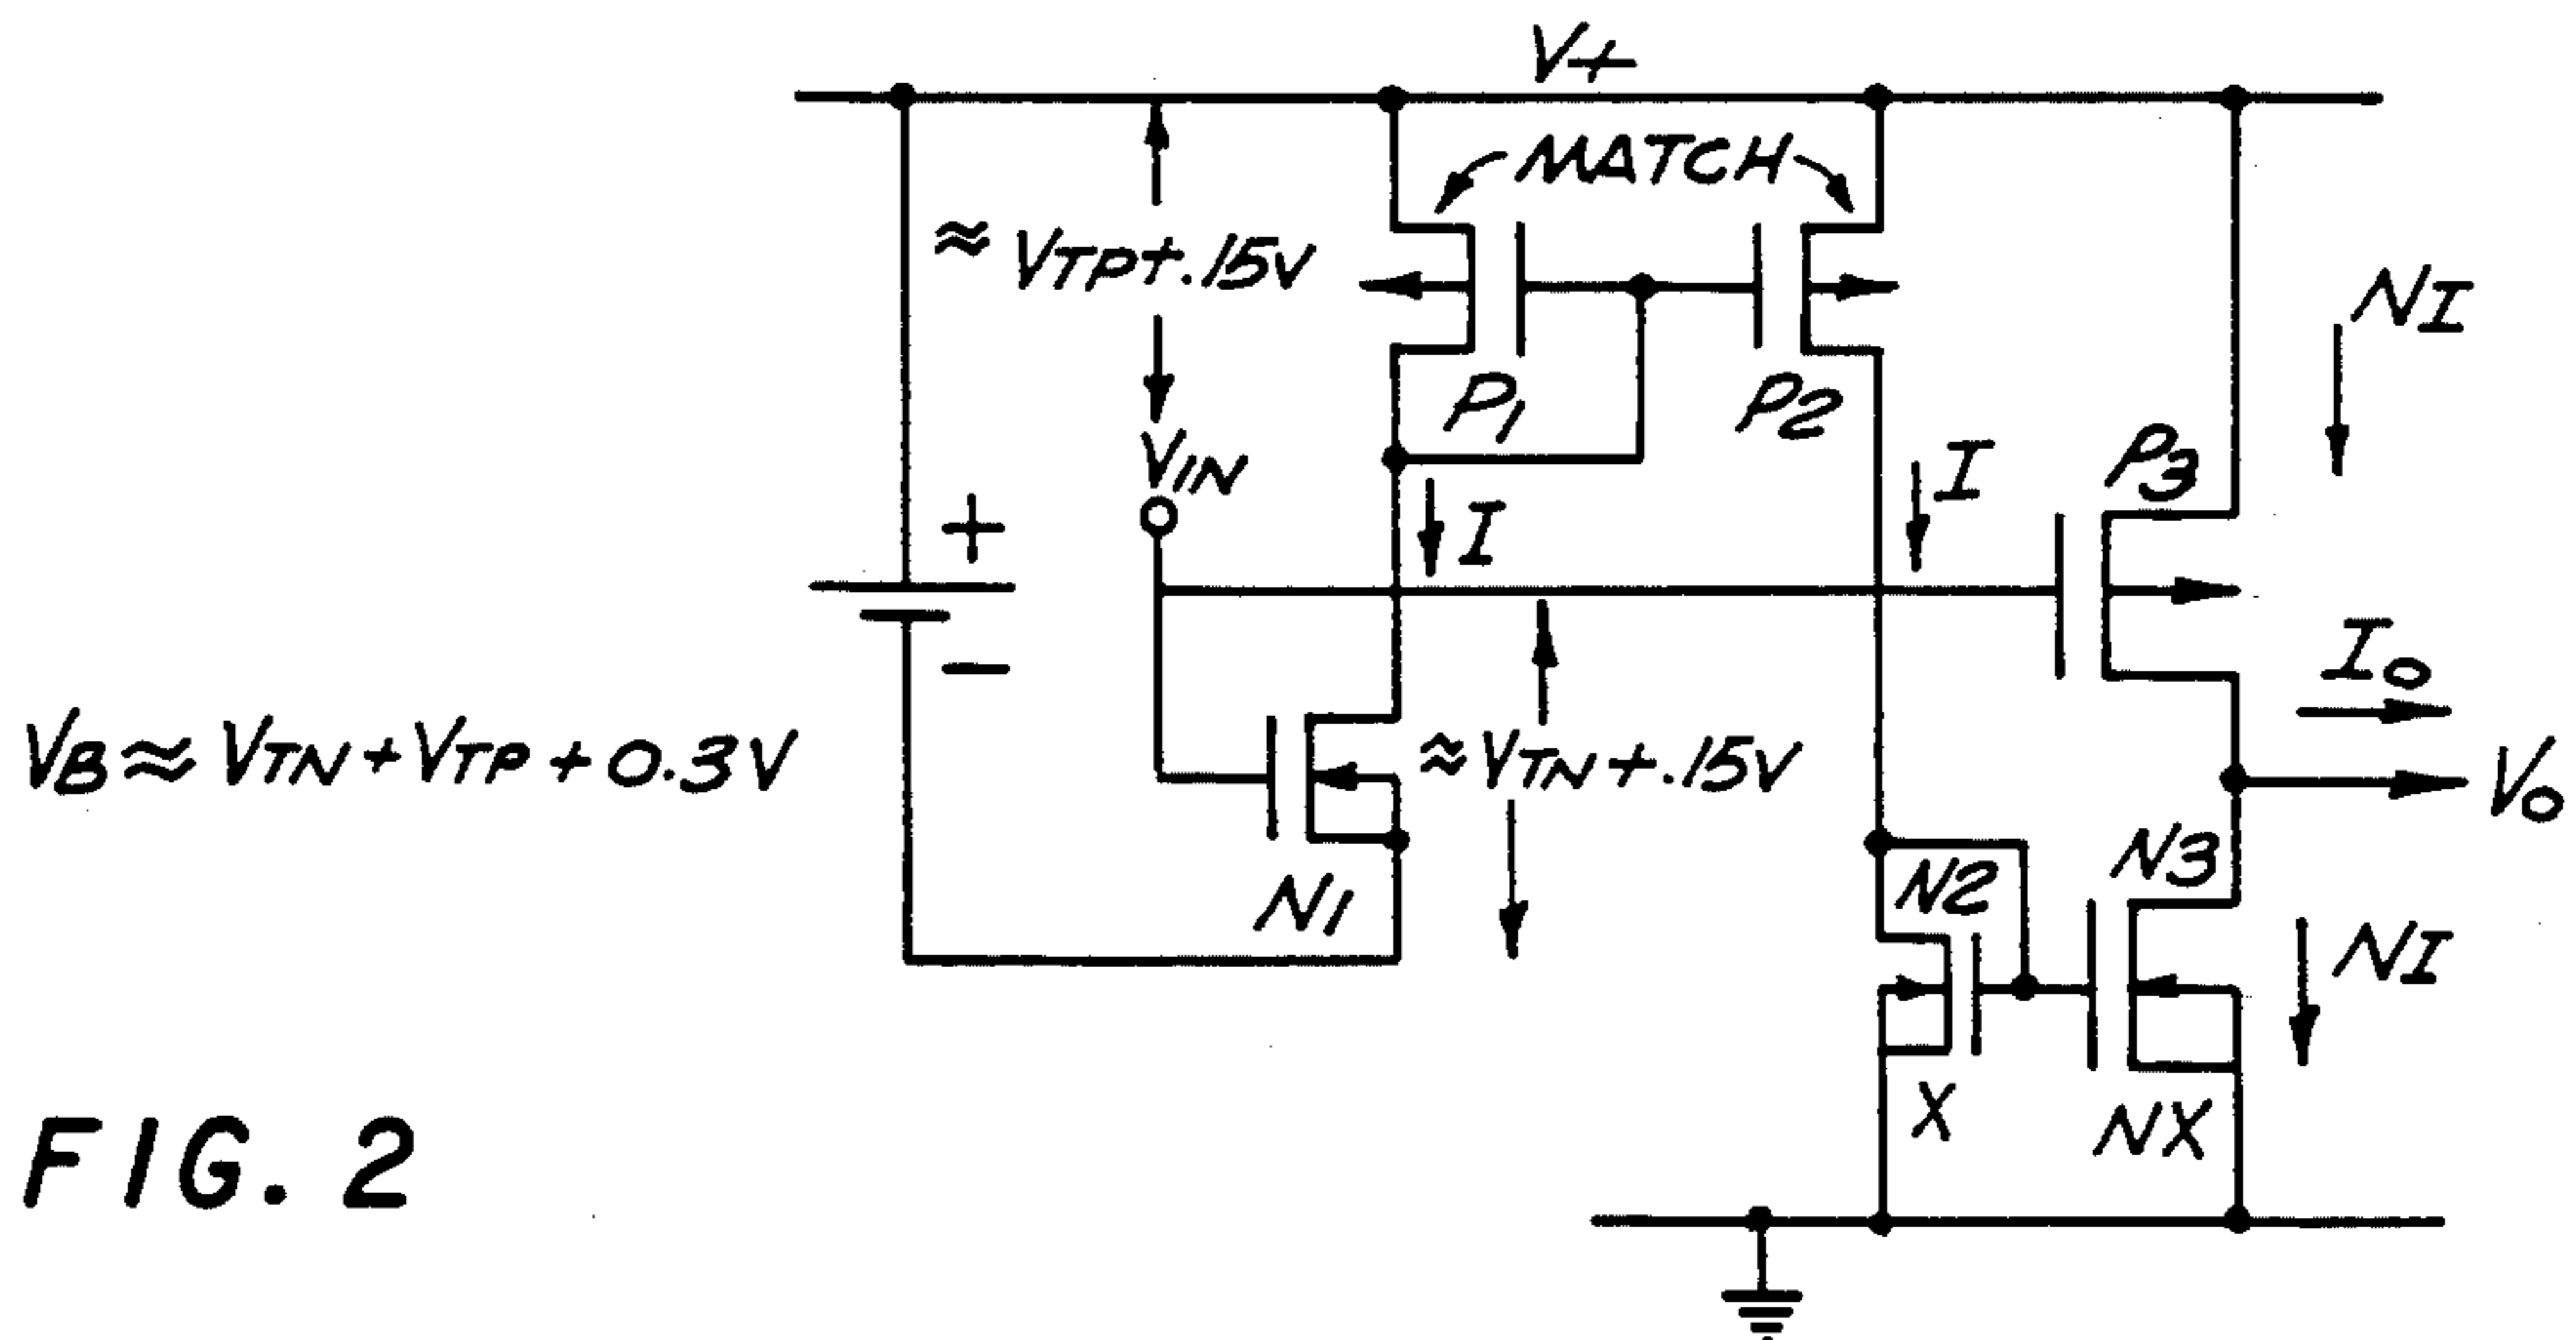 V+
MATCH
≈ VTP+.15V
NI
P1
P2
VIN
P3
+
I
I
−
IO
VB ≈ VTN + VTP + 0.3V
≈ VTN +.15V
VO
N1
N2
N3
NI
X
NX
FIG. 2